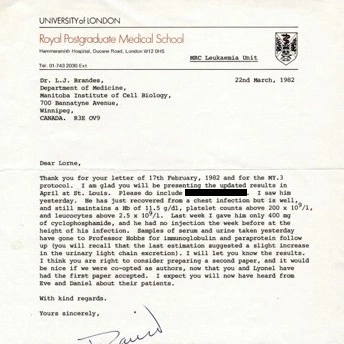 UNIVERSITY of LONDON
Royal Postgraduate Medical School
Hammersmith Hospital, Ducane Road, London W12 0HS
MRC Leukaemia Unit
Tel: 01-743 2030 Ext
Dr. L.J. Brandes, 22nd March, 1982
Department of Medicine,
Manitoba Institute of Cell Biology,
700 Bannatyne Avenue,
Winnipeg,
CANADA. R3E OV9
Dear Lorne,
Thank you for your letter of 17th February, 1982 and for the MY.3
protocol. I am glad you will be presenting the updated results in
April at St. Louis. Please do include I saw him
yesterday. He has just recovered from a chest infection but is well,
and still maintains a Hb of 11.5 g/dl, platelet counts above 200 x 10⁹/l,
and leucocytes above 2.5 x 10⁹/l. Last week I gave him only 400 mg
of cyclophosphamide, and he had no injection the week before at the
height of his infection. Samples of serum and urine taken yesterday
have gone to Professor Hobbs for immunoglobulin and paraprotein follow
up (you will recall that the last estimation suggested a slight increase
in the urinary light chain excretion). I will let you know the results.
I think you are right to consider preparing a second paper, and it would
be nice if we were co-opted as authors, now that you and Lyonel have
had the first paper accepted. I expect you will now have heard from
Eve and Daniel about their patients.
With kind regards.
Yours sincerely,
David